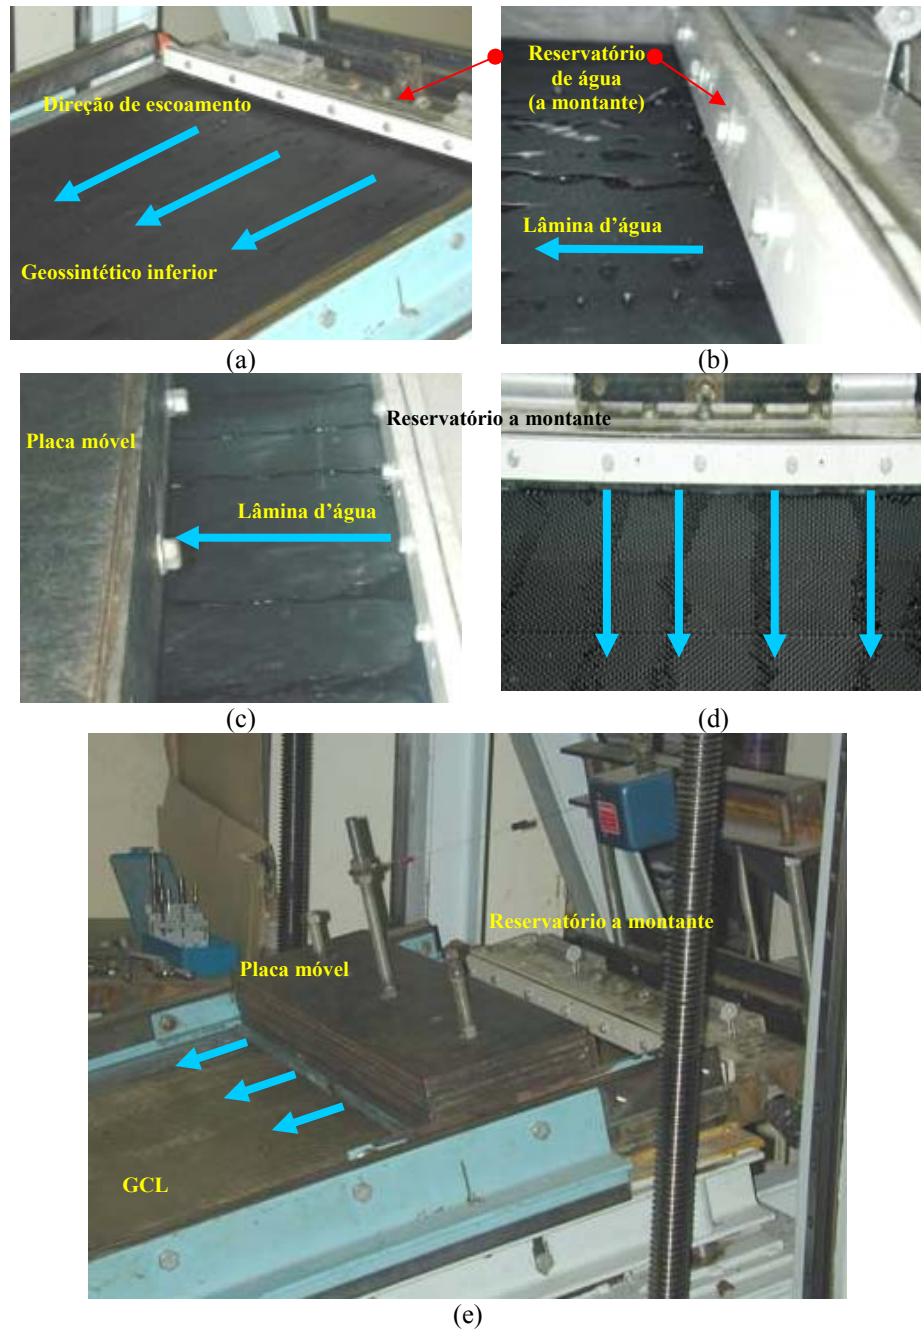 Direção de escoamento
Geossintético inferior
Reservatório
de água
(a montante)
Lâmina d’água
(a)
(b)
Placa móvel
Lâmina d’água
Reservatório a montante
(c)
(d)
Reservatório a montante
Placa móvel
GCL
(e)